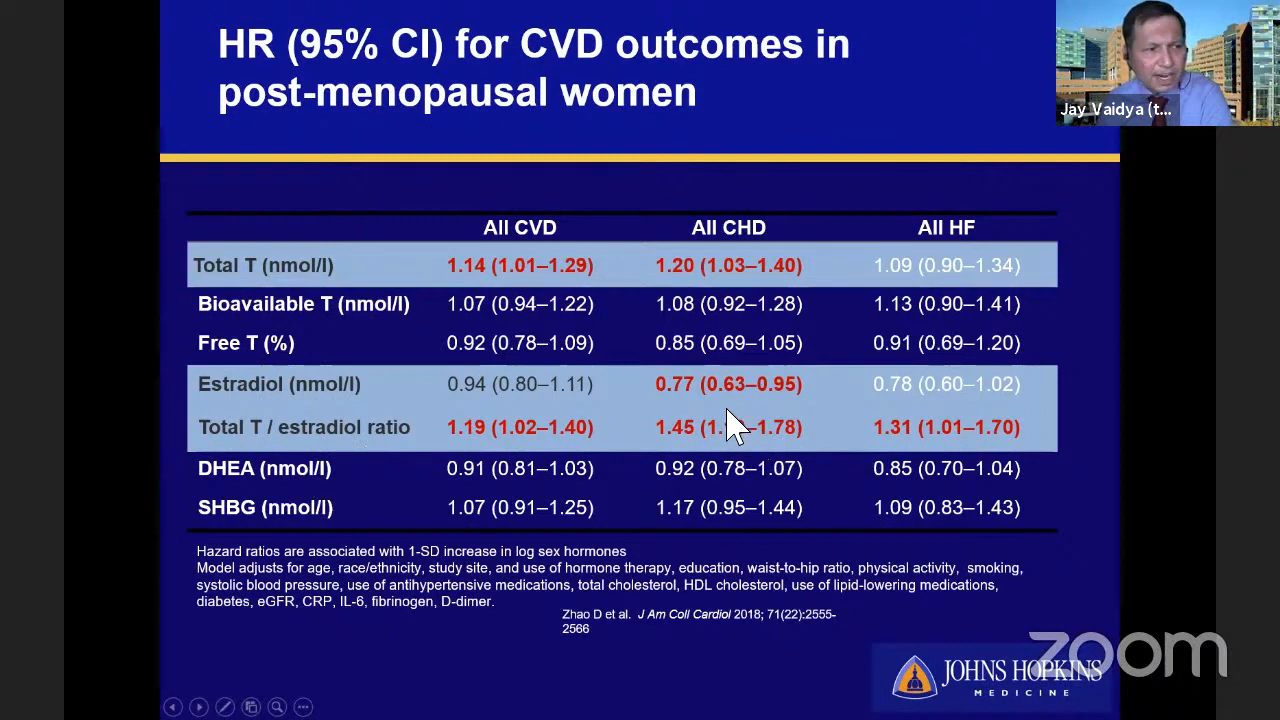 HR (95% CI) for CVD outcomes in
post-menopausal women
Jay Vaidya (t...
All CVD All CHD All HF
Total T (nmol/l) 1.14 (1.01–1.29) 1.20 (1.03–1.40) 1.09 (0.90–1.34)
Bioavailable T (nmol/l) 1.07 (0.94–1.22) 1.08 (0.92–1.28) 1.13 (0.90–1.41)
Free T (%) 0.92 (0.78–1.09) 0.85 (0.69–1.05) 0.91 (0.69–1.20)
Estradiol (nmol/l) 0.94 (0.80–1.11) 0.77 (0.63–0.95) 0.78 (0.60–1.02)
Total T / estradiol ratio 1.19 (1.02–1.40) 1.45 –1.78) 1.31 (1.01–1.70)
DHEA (nmol/l) 0.91 (0.81–1.03) 0.92 (0.78–1.07) 0.85 (0.70–1.04)
SHBG (nmol/l) 1.07 (0.91–1.25) 1.17 (0.95–1.44) 1.09 (0.83–1.43)
Hazard ratios are associated with 1-SD increase in log sex hormones
Model adjusts for age, race/ethnicity, study site, and use of hormone therapy, education, waist-to-hip ratio, physical activity, smoking,
systolic blood pressure, use of antihypertensive medications, total cholesterol, HDL cholesterol, use of lipid-lowering medications,
diabetes, eGFR, CRP, IL-6, fibrinogen, D-dimer.
Zhao D et al. J Am Coll Cardiol 2018; 71(22):2555-
2566
zoom
JOHNS HOPKINS
MEDICINE